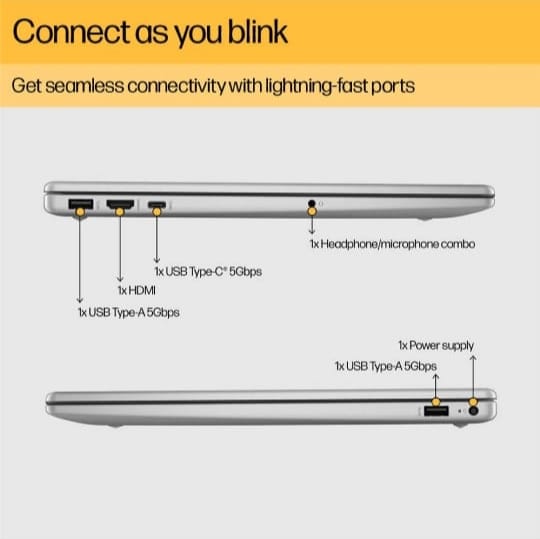 Connect as you blink
Get seamless connectivity with lightning-fast ports
1x Headphone/microphone combo
1x USB Type-C® 5Gbps
1x HDMI
1x USB Type-A 5Gbps
1x Power supply
1x USB Type-A 5Gbps